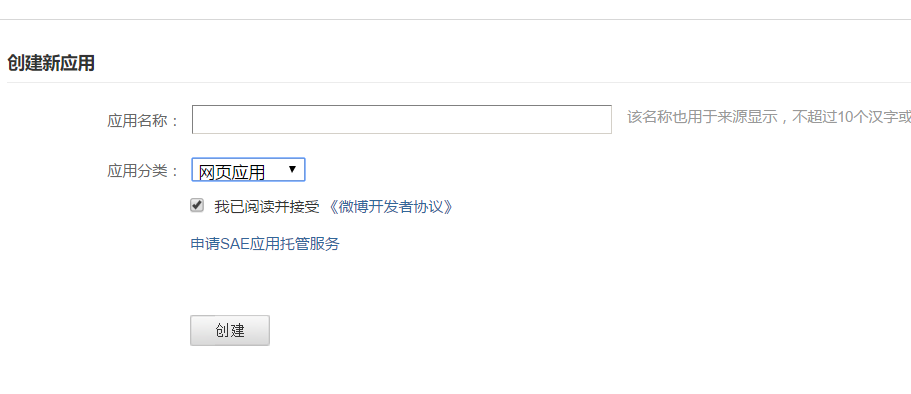 创建新应用
应用名称： 该名称也用于来源显示，不超过10个汉字或
应用分类： 网页应用
我已阅读并接受 《微博开发者协议》
申请SAE应用托管服务
创建